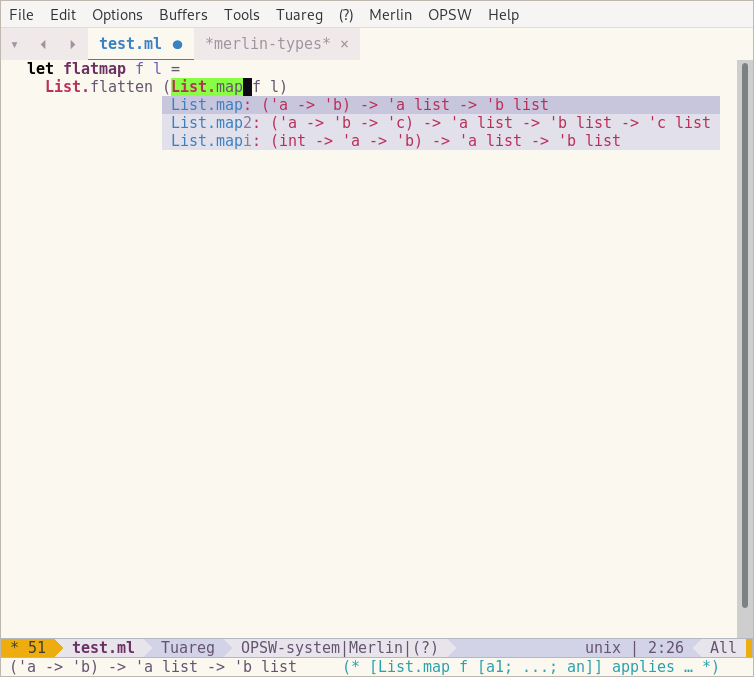 File Edit Options Buffers Tools Tuareg (?) Merlin OPSW Help
test.ml ● *merlin-types* ×
let flatmap f l =
List.flatten (List.map f l)
List.map: ('a -> 'b) -> 'a list -> 'b list
List.map2: ('a -> 'b -> 'c) -> 'a list -> 'b list -> 'c list
List.mapi: (int -> 'a -> 'b) -> 'a list -> 'b list
* 51 test.ml Tuareg OPSW-system|Merlin|(?) unix | 2:26 All
('a -> 'b) -> 'a list -> 'b list (* [List.map f [a1; ...; an]] applies … *)